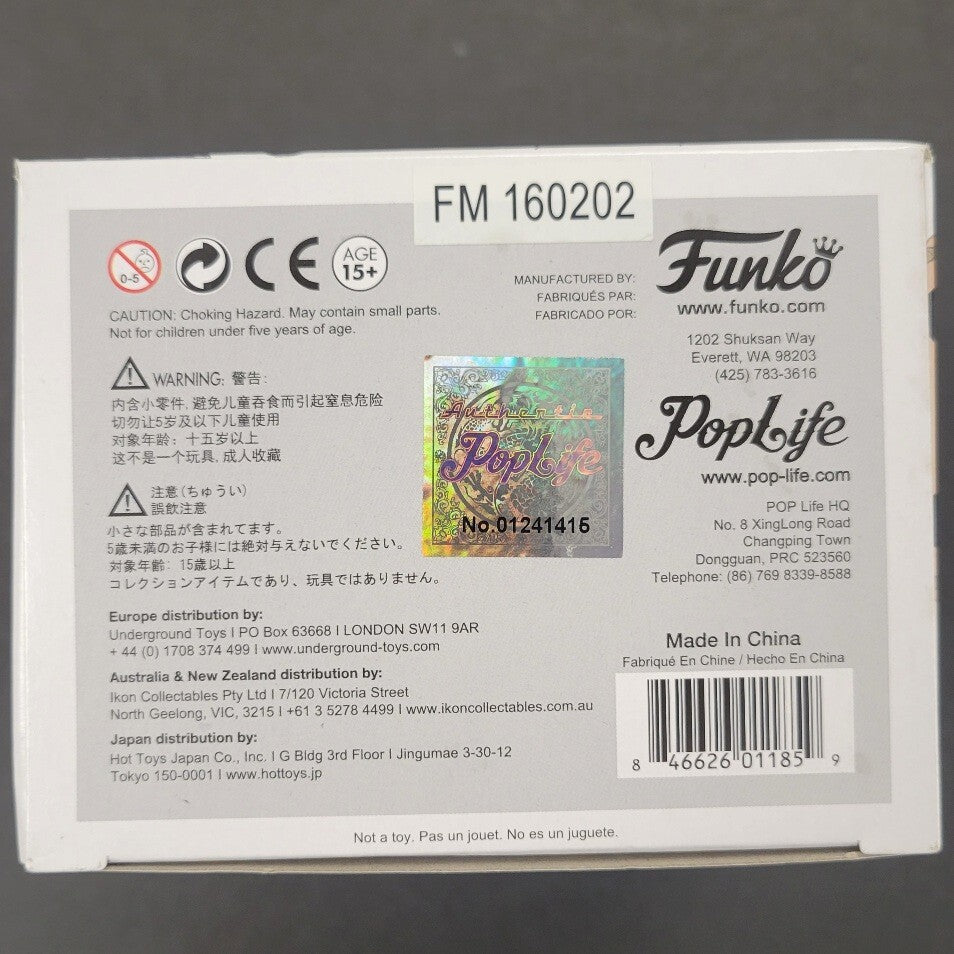 FM 160202
0-5
CE
AGE
15+
CAUTION: Choking Hazard. May contain small parts.
Not for children under five years of age.
WARNING: 警告:
内含小零件, 避免儿童吞食而引起窒息危险
切勿让5岁及以下儿童使用
对象年龄: 十五岁以上
这不是一个玩具, 成人收藏
注意(ちゅうい)
誤飲注意
小さな部品が含まれてます。
5歳未満のお子様には絶対与えないでください。
対象年齢: 15歳以上
コレクションアイテムであり、玩具ではありません。
Europe distribution by:
Underground Toys I PO Box 63668 I LONDON SW11 9AR
+ 44 (0) 1708 374 499 I www.underground-toys.com
Australia & New Zealand distribution by:
Ikon Collectables Pty Ltd I 7/120 Victoria Street
North Geelong, VIC, 3215 I +61 3 5278 4499 I www.ikoncollectables.com.au
Japan distribution by:
Hot Toys Japan Co., Inc. I G Bldg 3rd Floor I Jingumae 3-30-12
Tokyo 150-0001 I www.hottoys.jp
Authentic
PopLife
No.01241415
MANUFACTURED BY:
FABRIQUÉS PAR:
FABRICADO POR:
Funko
www.funko.com
1202 Shuksan Way
Everett, WA 98203
(425) 783-3616
PopLife
www.pop-life.com
POP Life HQ
No. 8 XingLong Road
Changping Town
Dongguan, PRC 523560
Telephone: (86) 769 8339-8588
Made In China
Fabriqué En Chine / Hecho En China
8 46626 01185 9
Not a toy. Pas un jouet. No es un juguete.